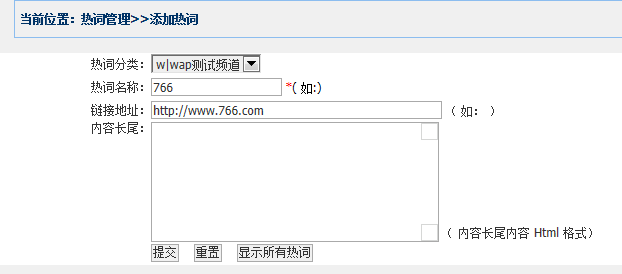 当前位置：热词管理>>添加热词
热词分类： w|wap测试频道
热词名称： 766 *( 如:)
链接地址： http://www.766.com （ 如： ）
内容长尾：
（ 内容长尾内容 Html 格式）
提交 重置 显示所有热词